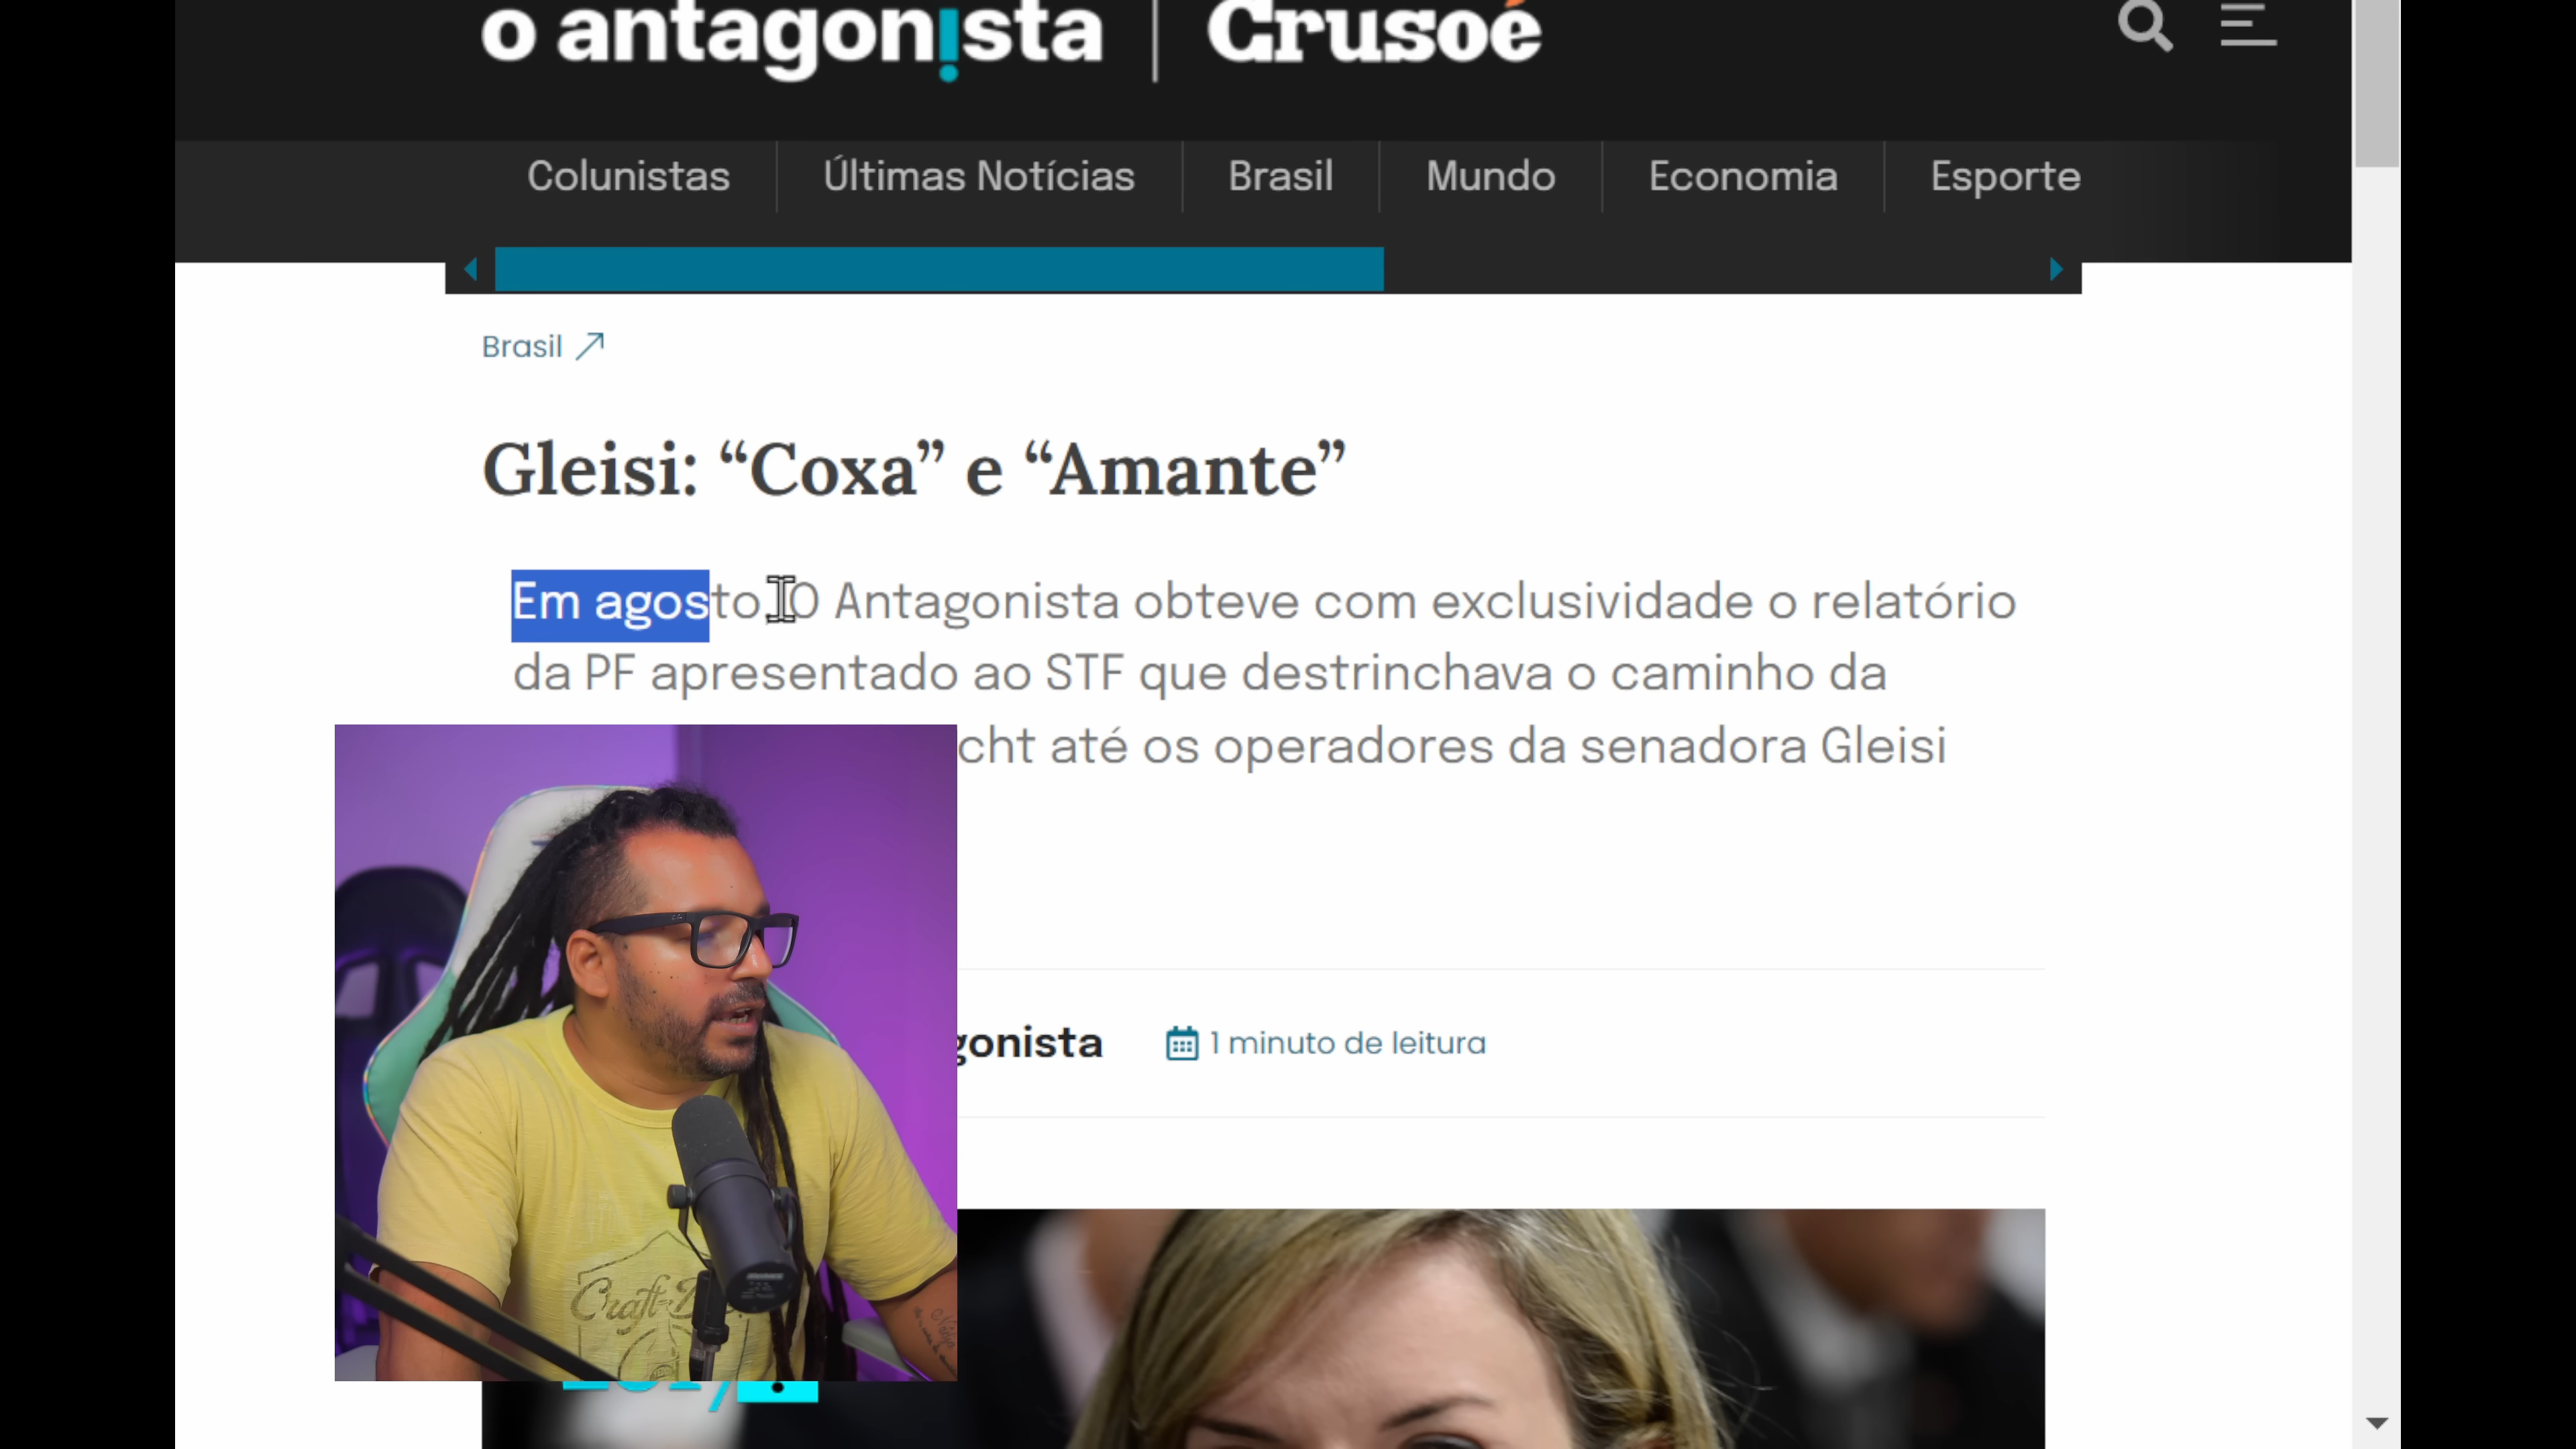 o antagonista | Crusoé
Colunistas
Últimas Notícias
Brasil
Mundo
Economia
Esporte
Brasil
Gleisi: “Coxa” e “Amante”
Em agosto O Antagonista obteve com exclusividade o relatório
da PF apresentado ao STF que destrinchava o caminho da
cht até os operadores da senadora Gleisi
gonista
1 minuto de leitura